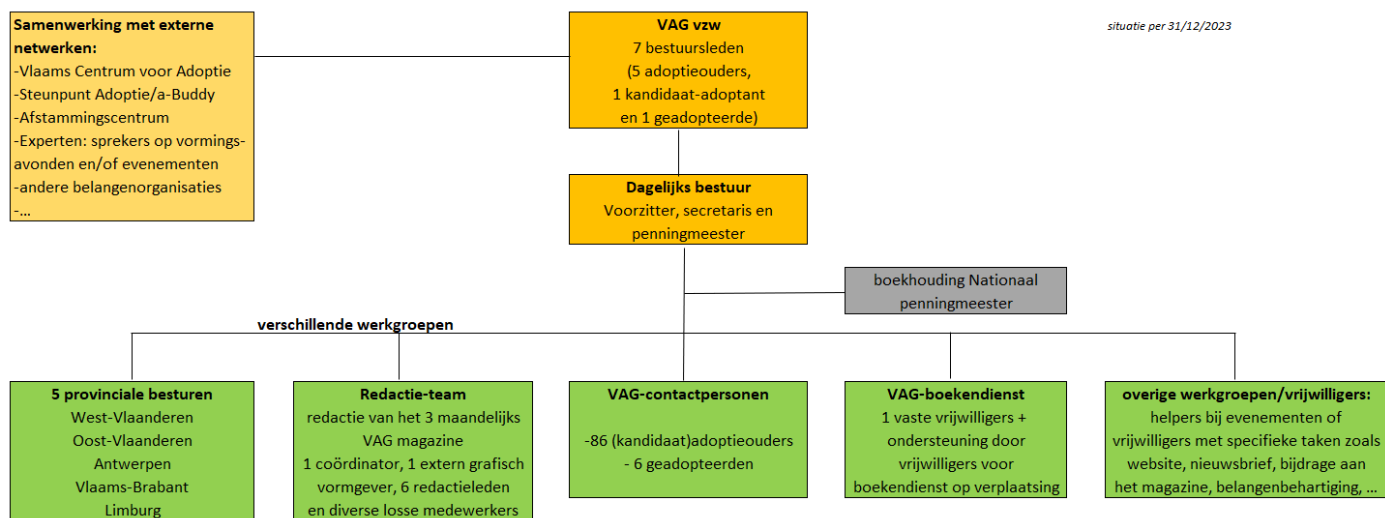 Samenwerking met externe
netwerken:
-Vlaams Centrum voor Adoptie
-Steunpunt Adoptie/a-Buddy
-Afstammingscentrum
-Experten: sprekers op vormings-
avonden en/of evenementen
-andere belangenorganisaties
-...
VAG vzw
7 bestuursleden
(5 adoptieouders,
1 kandidaat-adoptant
en 1 geadopteerde)
situatie per 31/12/2023
Dagelijks bestuur
Voorzitter, secretaris en
penningmeester
boekhouding Nationaal
penningmeester
verschillende werkgroepen
5 provinciale besturen
West-Vlaanderen
Oost-Vlaanderen
Antwerpen
Vlaams-Brabant
Limburg
Redactie-team
redactie van het 3 maandelijks
VAG magazine
1 coördinator, 1 extern grafisch
vormgever, 6 redactieleden
en diverse losse medewerkers
VAG-contactpersonen
-86 (kandidaat)adoptieouders
- 6 geadopteerden
VAG-boekendienst
1 vaste vrijwilligers +
ondersteuning door
vrijwilligers voor
boekendienst op verplaatsing
overige werkgroepen/vrijwilligers:
helpers bij evenementen of
vrijwilligers met specifieke taken zoals
website, nieuwsbrief, bijdrage aan
het magazine, belangenbehartiging, ...